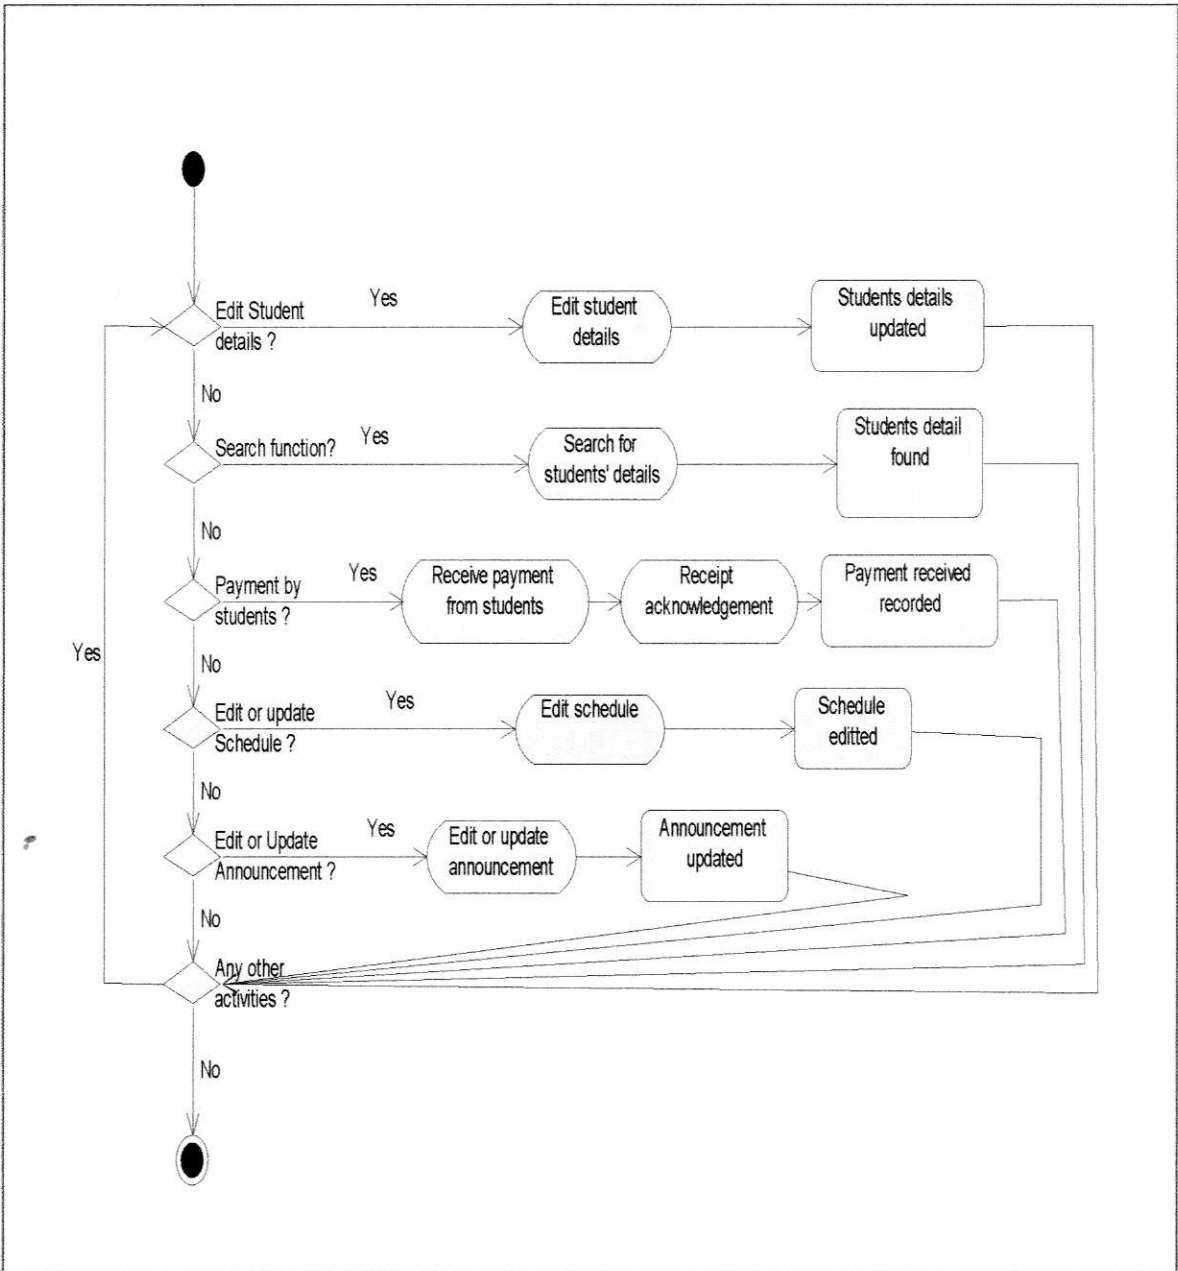 Edit Student
details ?
Yes
Edit student
details
Students details
updated
No
Search function?
Yes
Search for
students' details
Students detail
found
No
Payment by
students ?
Yes
Receive payment
from students
Receipt
acknowledgement
Payment received
recorded
Yes
No
Edit or update
Schedule ?
Yes
Edit schedule
Schedule
editted
No
Edit or Update
Announcement ?
Yes
Edit or update
announcement
Announcement
updated
No
Any other
activities ?
No